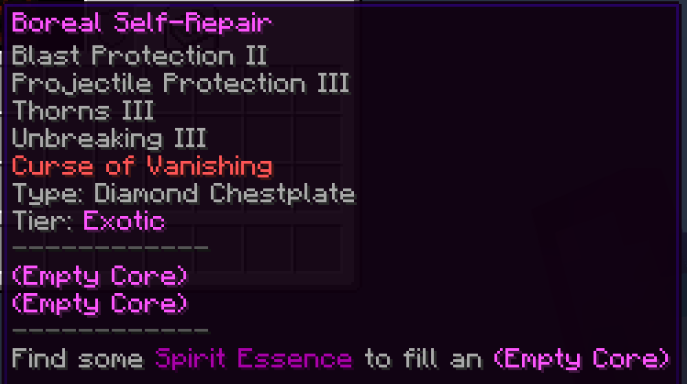 Boreal Self-Repair
Blast Protection II
Projectile Protection III
Thorns III
Unbreaking III
Curse of Vanishing
Type: Diamond Chestplate
Tier: Exotic
------------
(Empty Core)
(Empty Core)
------------
Find some Spirit Essence to fill an (Empty Core)